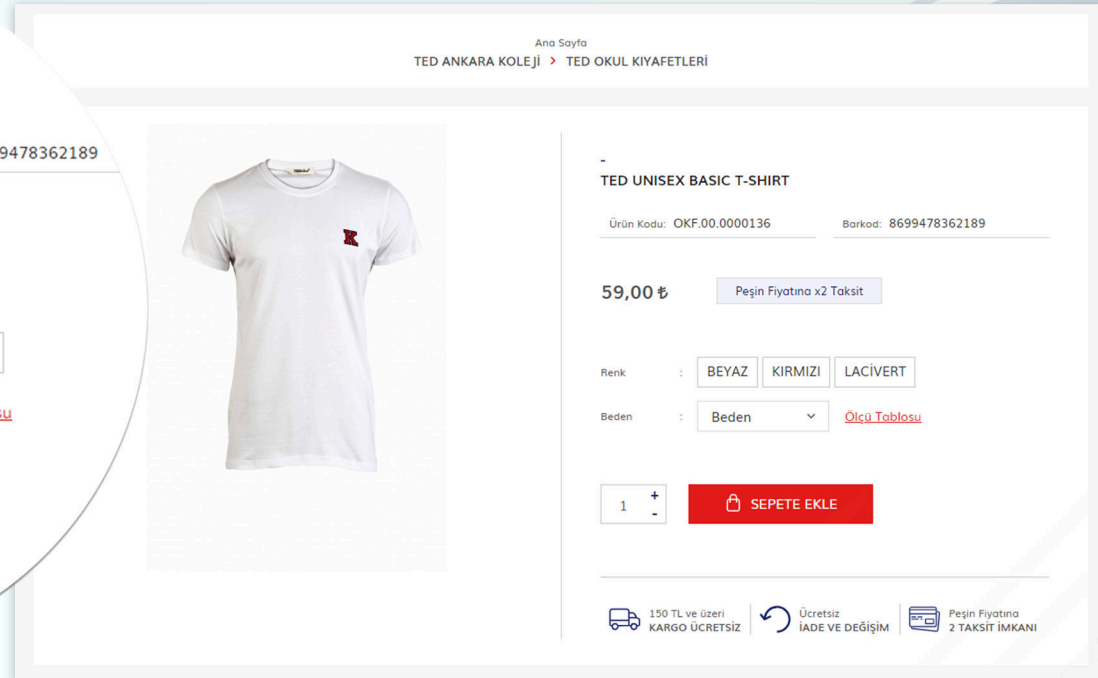 Ana Sayfa
TED ANKARA KOLEJİ > TED OKUL KIYAFETLERİ
9478362189
su
K
-
TED UNISEX BASIC T-SHIRT
Ürün Kodu: OKF.00.0000136 Barkod: 8699478362189
59,00 ₺ Peşin Fiyatına x2 Taksit
Renk : BEYAZ KIRMIZI LACİVERT
Beden : Beden Ölçü Tablosu
1 + -
SEPETE EKLE
150 TL ve üzeri
KARGO ÜCRETSİZ
Ücretsiz
İADE VE DEĞİŞİM
Peşin Fiyatına
2 TAKSİT İMKANI